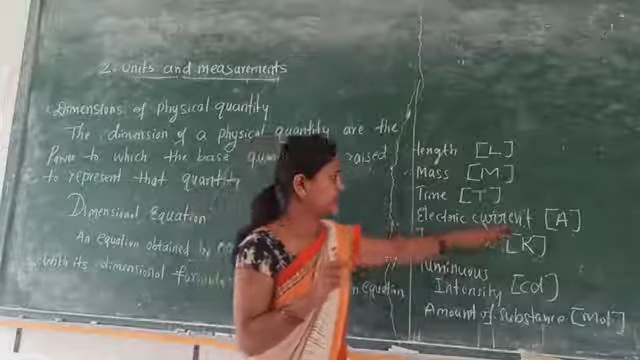 2. Units and measurements
Dimensions of physical quantity
The dimension of a physical quantity are the
Power to which the base raised
to represent that quantity
Dimensional Equation
An equation obtained by
with its dimensional Equation
length [L]
Mass [M]
Time [T]
Electric current [A]
[K]
luminuous
Intensity [cd]
Amount of substance [Mol]